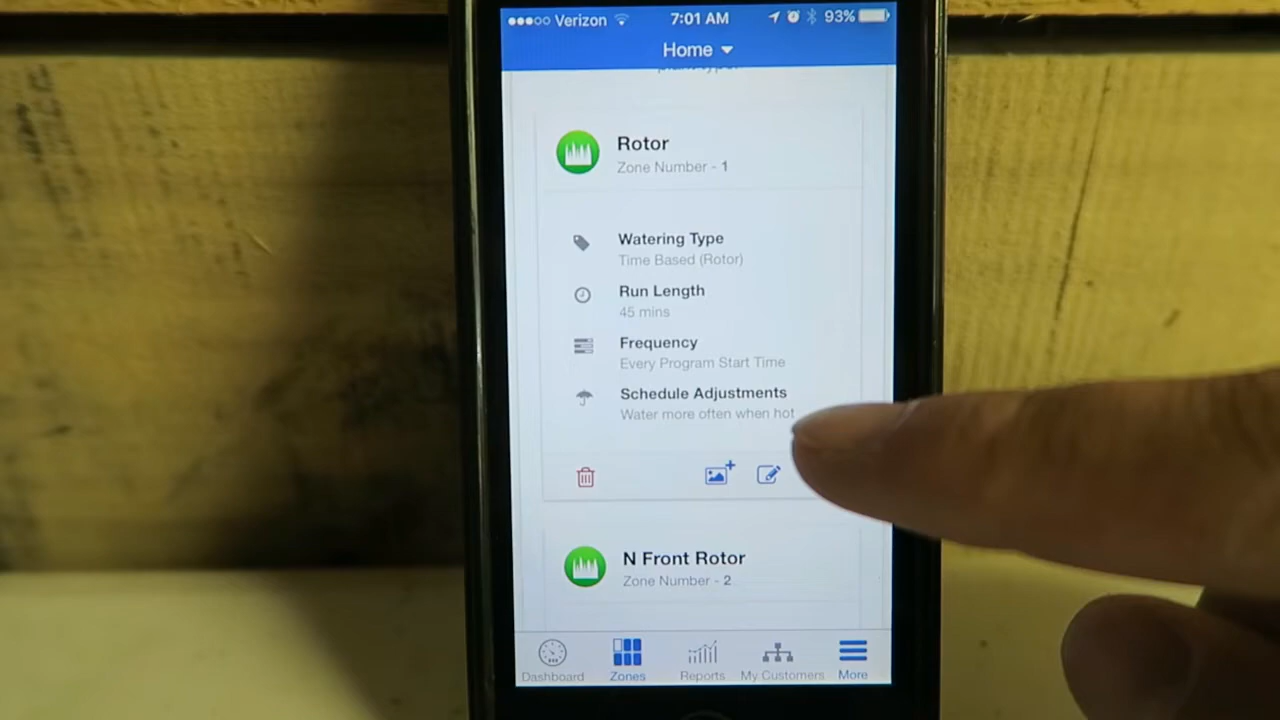 Verizon 7:01 AM 93%
Home
Rotor
Zone Number - 1
Watering Type
Time Based (Rotor)
Run Length
45 mins
Frequency
Every Program Start Time
Schedule Adjustments
Water more often when hot
N Front Rotor
Zone Number - 2
Dashboard Zones Reports My Customers More